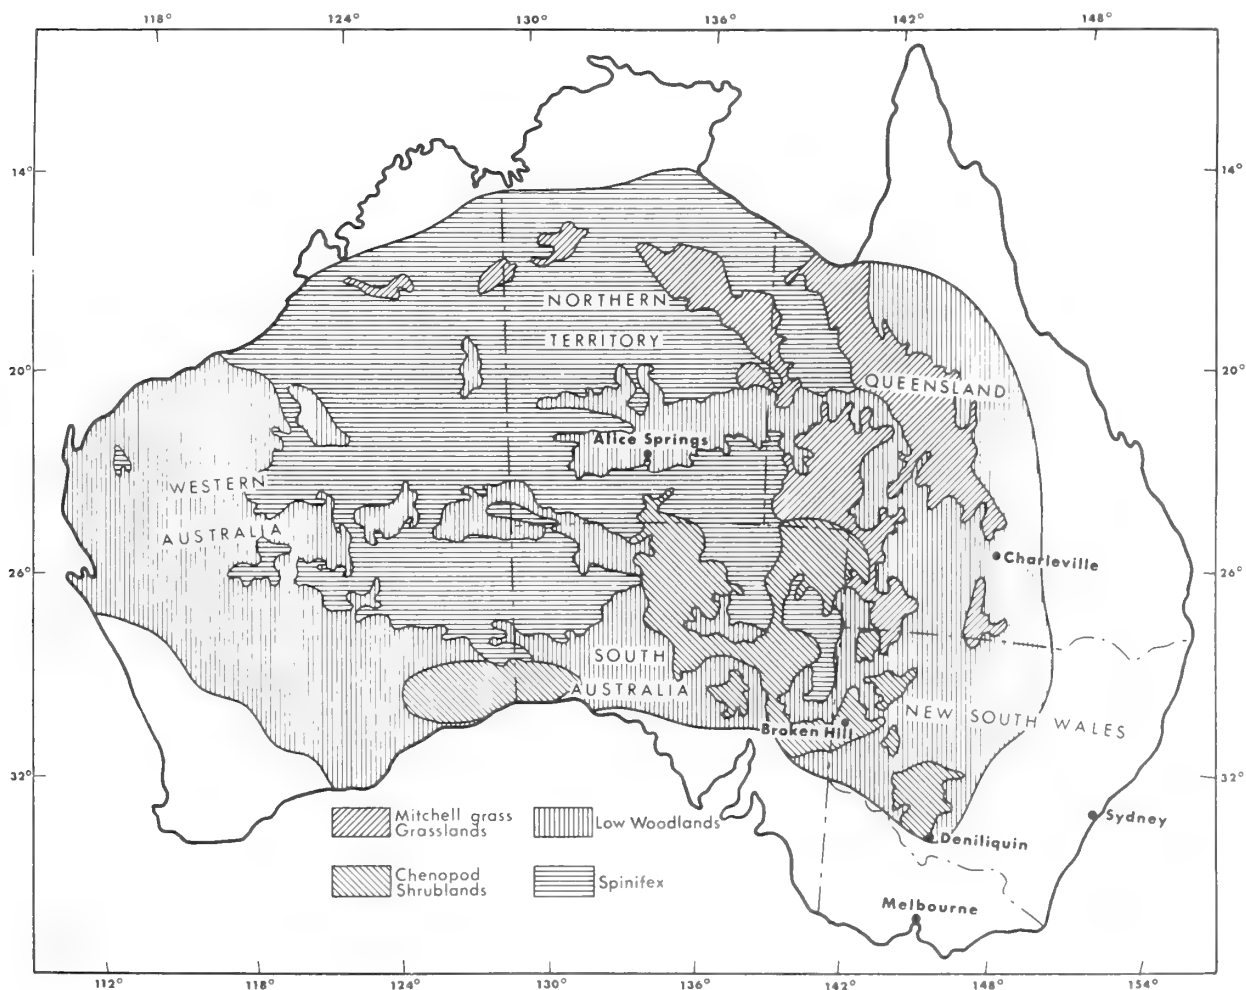 118° 124° 130° 136° 142° 148°
14° 14°
NORTHERN
TERRITORY
20° 20°
QUEENSLAND
Alice Springs
WESTERN
AUSTRALIA
Charleville
26° 26°
SOUTH
AUSTRALIA
NEW SOUTH WALES
Broken Hill
32° 32°
Mitchell grass
Grasslands
Low Woodlands
Sydney
Deniliquin
Chenopod
Shrublands
Spinifex
Melbourne
112° 118° 124° 130° 136° 142° 148° 154°